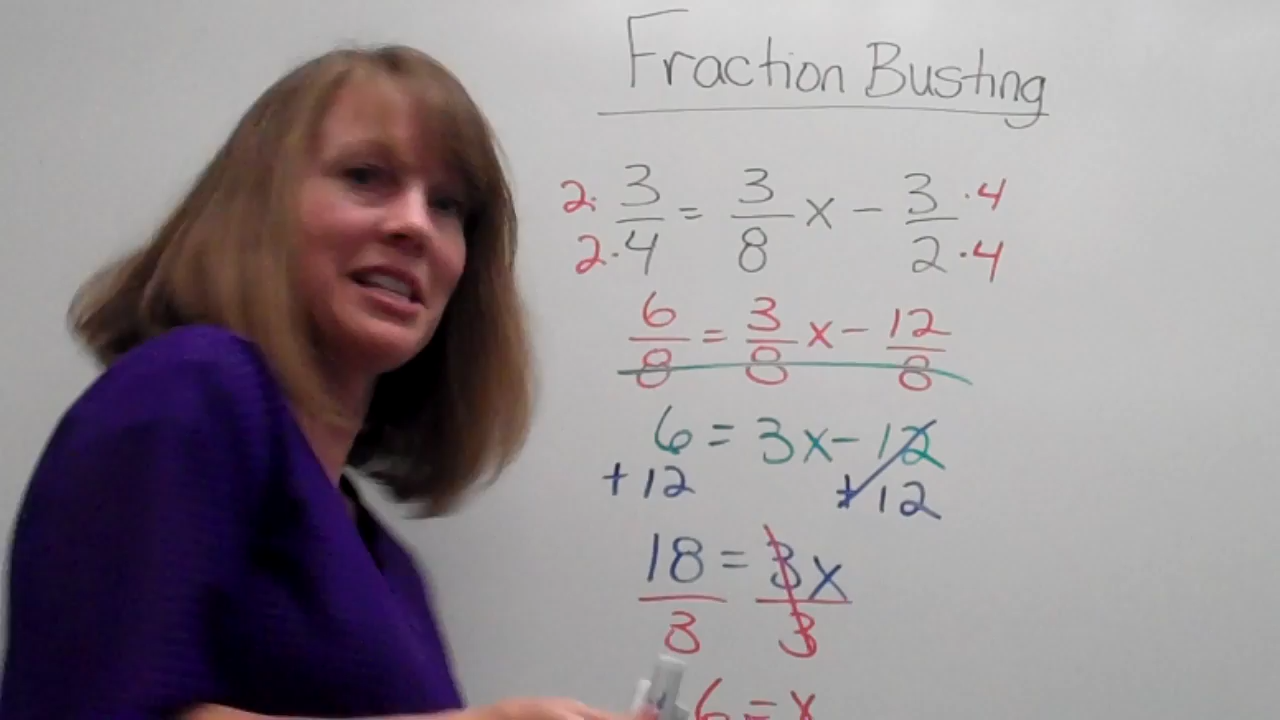 Fraction Busting
2· 3 = 3 x − 3 ·4
2·4 8 2·4
6 = 3 x − 12
8 8 8
6 = 3x − 12
+12 +12
18 = 3x
3 3
6 = x